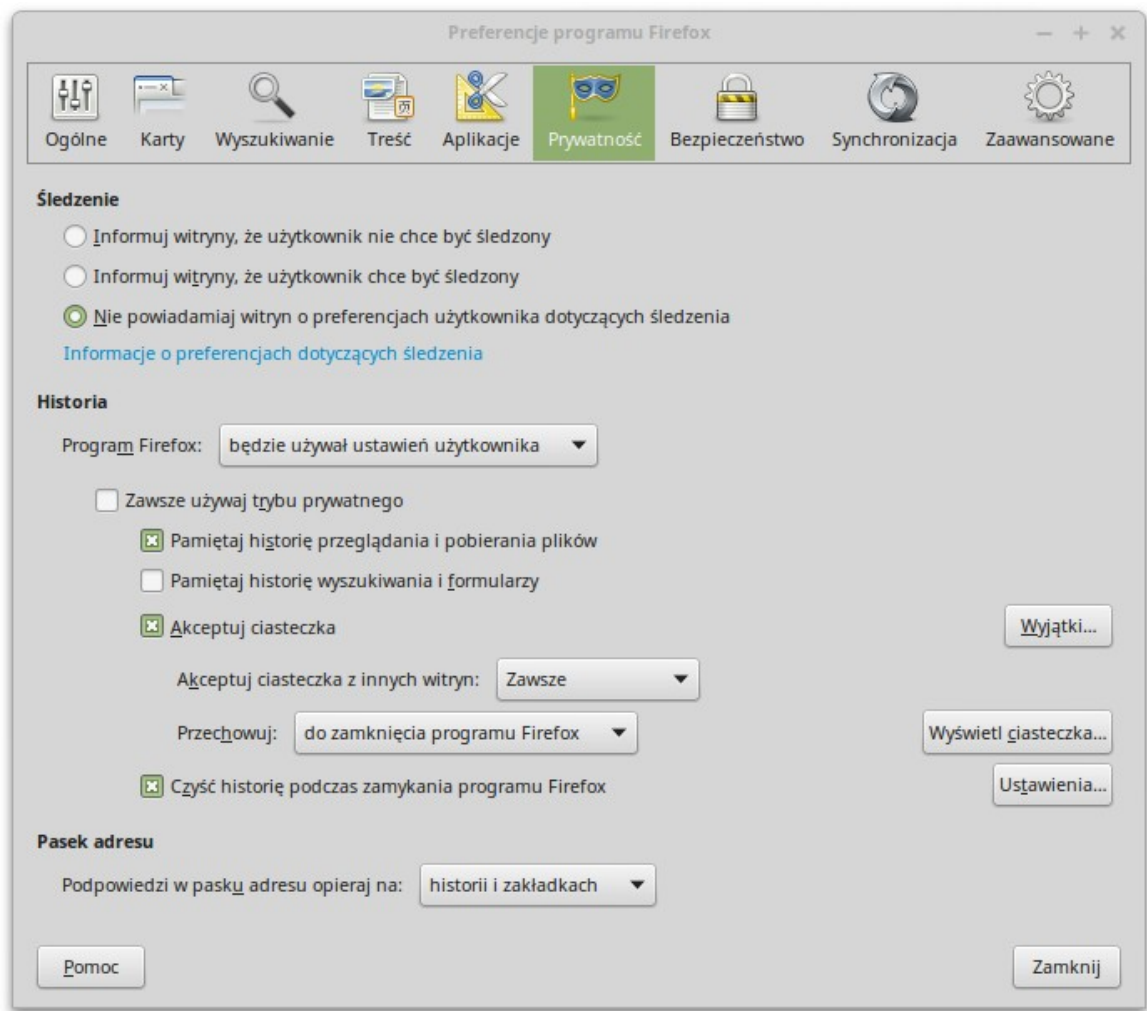 Preferencje programu Firefox
Ogólne Karty Wyszukiwanie Treść Aplikacje Prywatność Bezpieczeństwo Synchronizacja Zaawansowane
Śledzenie
Informuj witryny, że użytkownik nie chce być śledzony
Informuj witryny, że użytkownik chce być śledzony
Nie powiadamiaj witryn o preferencjach użytkownika dotyczących śledzenia
Informacje o preferencjach dotyczących śledzenia
Historia
Program Firefox: będzie używał ustawień użytkownika
Zawsze używaj trybu prywatnego
Pamiętaj historię przeglądania i pobierania plików
Pamiętaj historię wyszukiwania i formularzy
Akceptuj ciasteczka Wyjątki...
Akceptuj ciasteczka z innych witryn: Zawsze
Przechowuj: do zamknięcia programu Firefox Wyświetl ciasteczka...
Czyść historię podczas zamykania programu Firefox Ustawienia...
Pasek adresu
Podpowiedzi w pasku adresu opieraj na: historii i zakładkach
Pomoc Zamknij